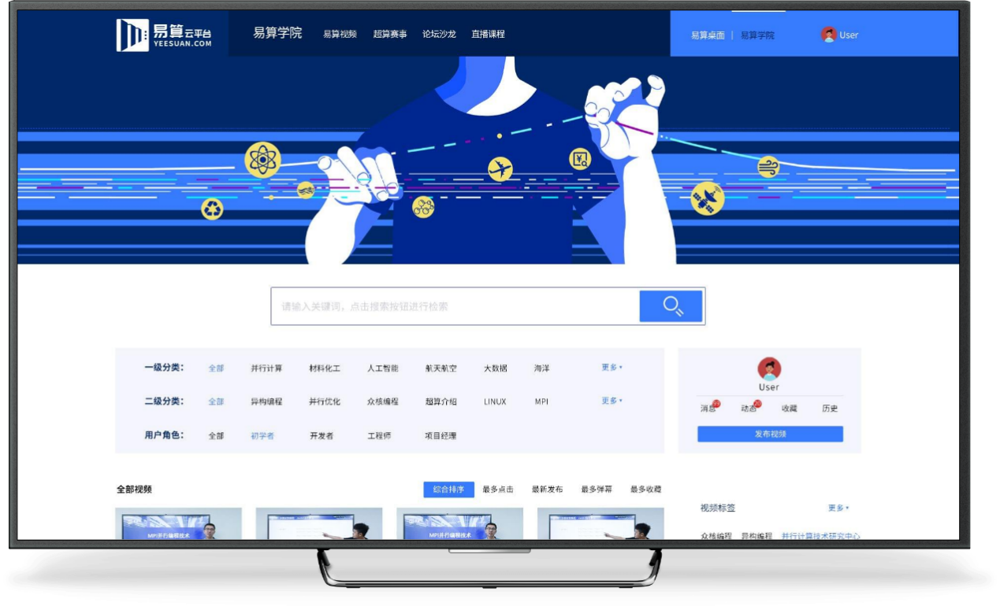 易算云平台
YEESUAN.COM
易算学院 易算视频 超算赛事 论坛沙龙 直播课程
易算桌面 | 易算学院 User
请输入关键词，点击搜索按钮进行检索
一级分类： 全部 并行计算 材料化工 人工智能 航天航空 大数据 海洋 更多
二级分类： 全部 异构编程 并行优化 众核编程 超算介绍 LINUX MPI 更多
用户角色： 全部 初学者 开发者 工程师 项目经理
User
消息 动态 收藏 历史
发布视频
全部视频 综合排序 最多点击 最新发布 最多弹幕 最多收藏
视频标签 更多
MPI并行编程技术 MPI并行编程技术
众核编程 异构编程 并行计算技术研究中心